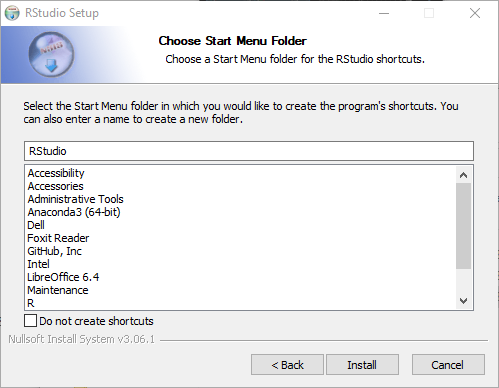 RStudio Setup
Choose Start Menu Folder
Choose a Start Menu folder for the RStudio shortcuts.
Select the Start Menu folder in which you would like to create the program's shortcuts. You
can also enter a name to create a new folder.
RStudio
Accessibility
Accessories
Administrative Tools
Anaconda3 (64-bit)
Dell
Foxit Reader
GitHub, Inc
Intel
LibreOffice 6.4
Maintenance
R
Do not create shortcuts
Nullsoft Install System v3.06.1
< Back
Install
Cancel